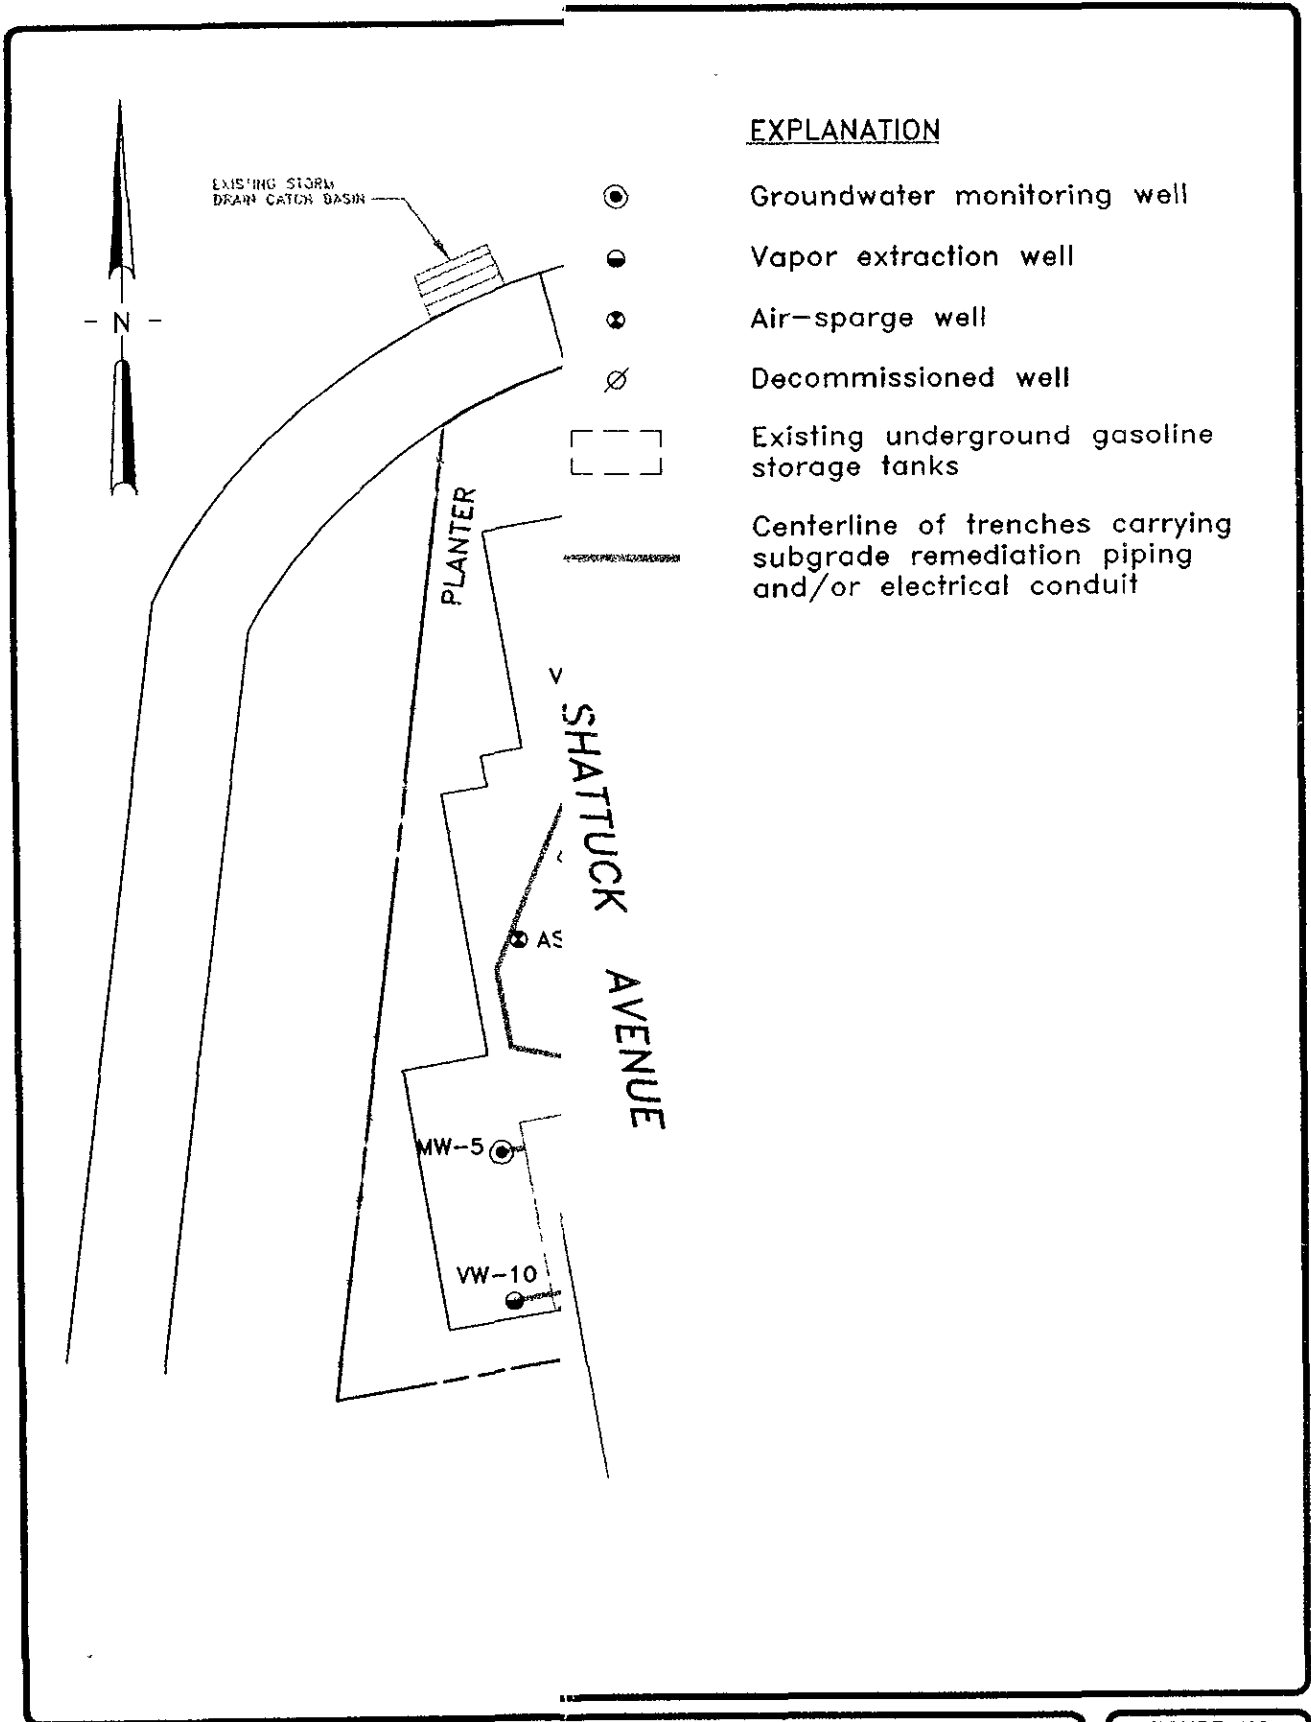 EXPLANATION
EXISTING STORM
DRAIN CATCH BASIN
Groundwater monitoring well
Vapor extraction well
Air-sparge well
- N -
Decommissioned well
Existing underground gasoline
storage tanks
PLANTER
Centerline of trenches carrying
subgrade remediation piping
and/or electrical conduit
V
SHATTUCK AVENUE
AS
MW-5
VW-10